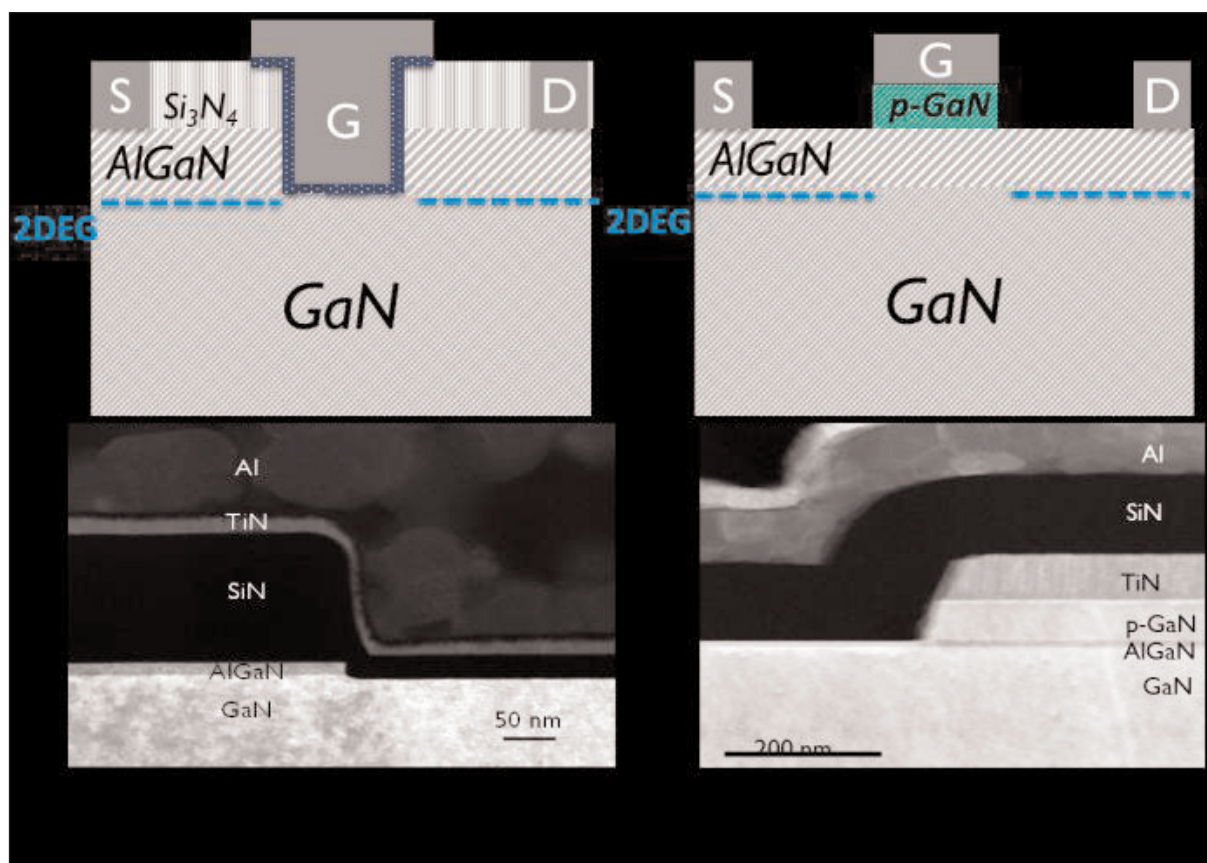 S
Si3N4
G
D
AlGaN
2DEG
GaN
S
G
p-GaN
D
AlGaN
2DEG
GaN
Al
TiN
SiN
AlGaN
GaN
50 nm
Al
SiN
TiN
p-GaN
AlGaN
GaN
200 nm